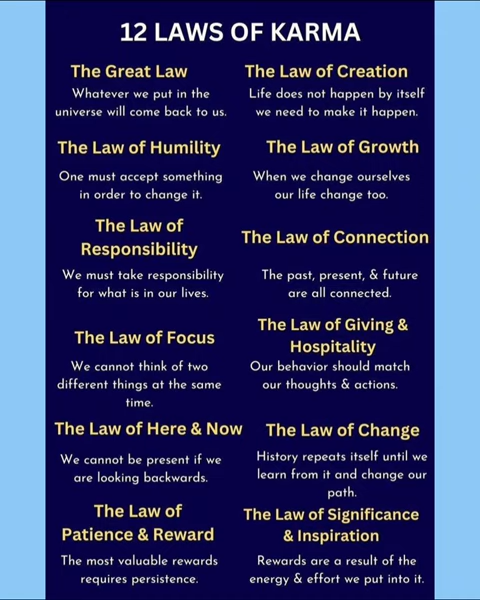 12 LAWS OF KARMA
The Great Law
Whatever we put in the
universe will come back to us.
The Law of Creation
Life does not happen by itself
we need to make it happen.
The Law of Humility
One must accept something
in order to change it.
The Law of Growth
When we change ourselves
our life change too.
The Law of
Responsibility
We must take responsibility
for what is in our lives.
The Law of Connection
The past, present, & future
are all connected.
The Law of Focus
We cannot think of two
different things at the same
time.
The Law of Giving &
Hospitality
Our behavior should match
our thoughts & actions.
The Law of Here & Now
We cannot be present if we
are looking backwards.
The Law of Change
History repeats itself until we
learn from it and change our
path.
The Law of
Patience & Reward
The most valuable rewards
requires persistence.
The Law of Significance
& Inspiration
Rewards are a result of the
energy & effort we put into it.